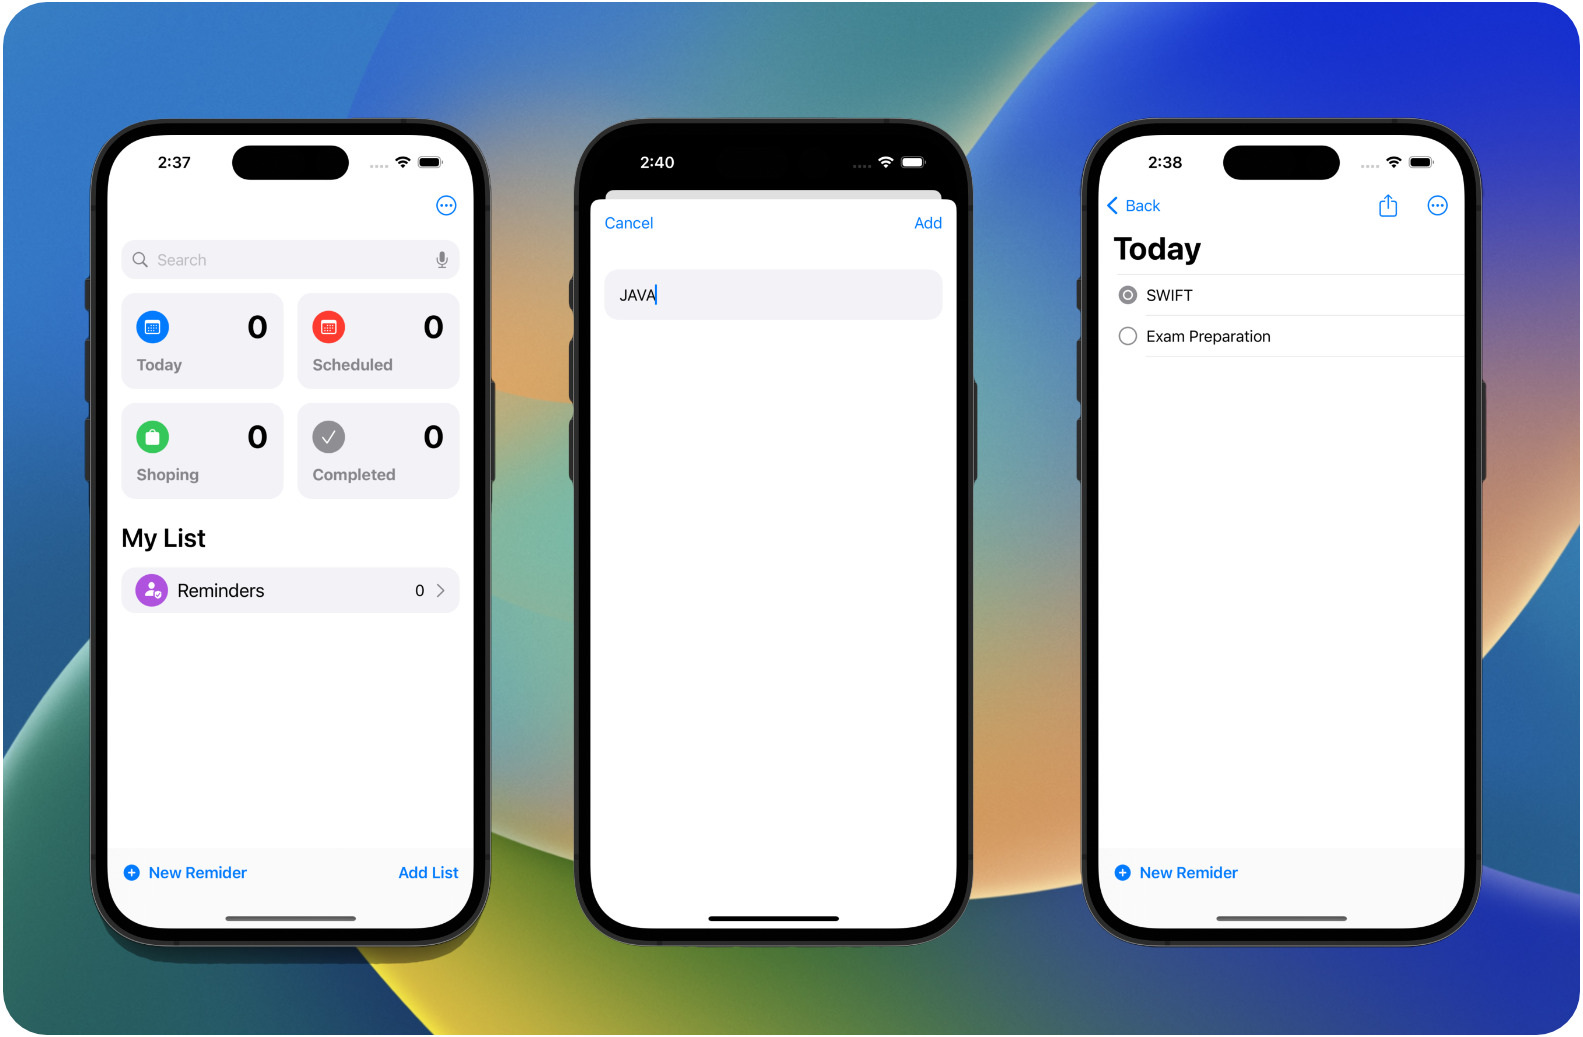 2:37
Search
0
0
Today
Scheduled
0
0
Shoping
Completed
My List
Reminders
0
New Remider
Add List
2:40
Cancel
Add
JAVA
2:38
Back
Today
SWIFT
Exam Preparation
New Remider